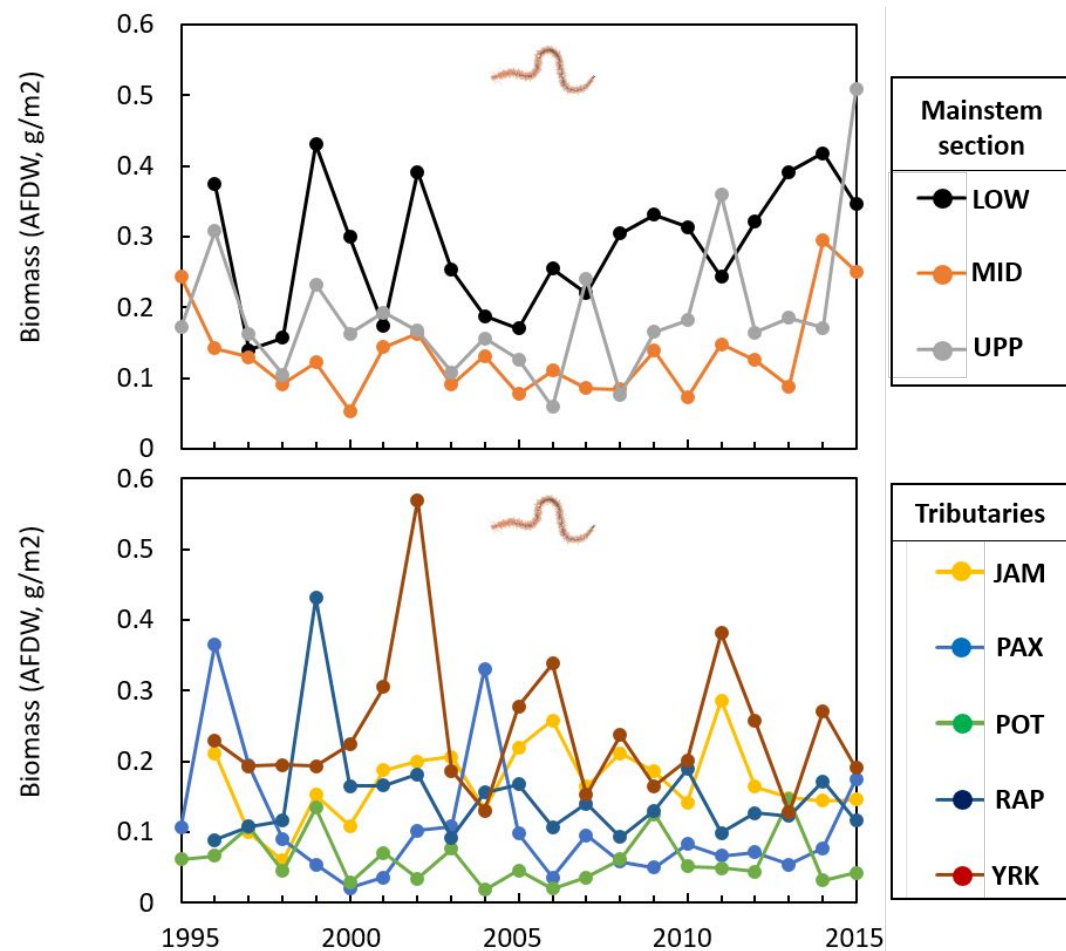 Biomass (AFDW, g/m2)
0.6
0.5
0.4
0.3
0.2
0.1
0
Mainstem
section
LOW
MID
UPP
Biomass (AFDW, g/m2)
0.6
0.5
0.4
0.3
0.2
0.1
0
1995
2000
2005
2010
2015
Tributaries
JAM
PAX
POT
RAP
YRK